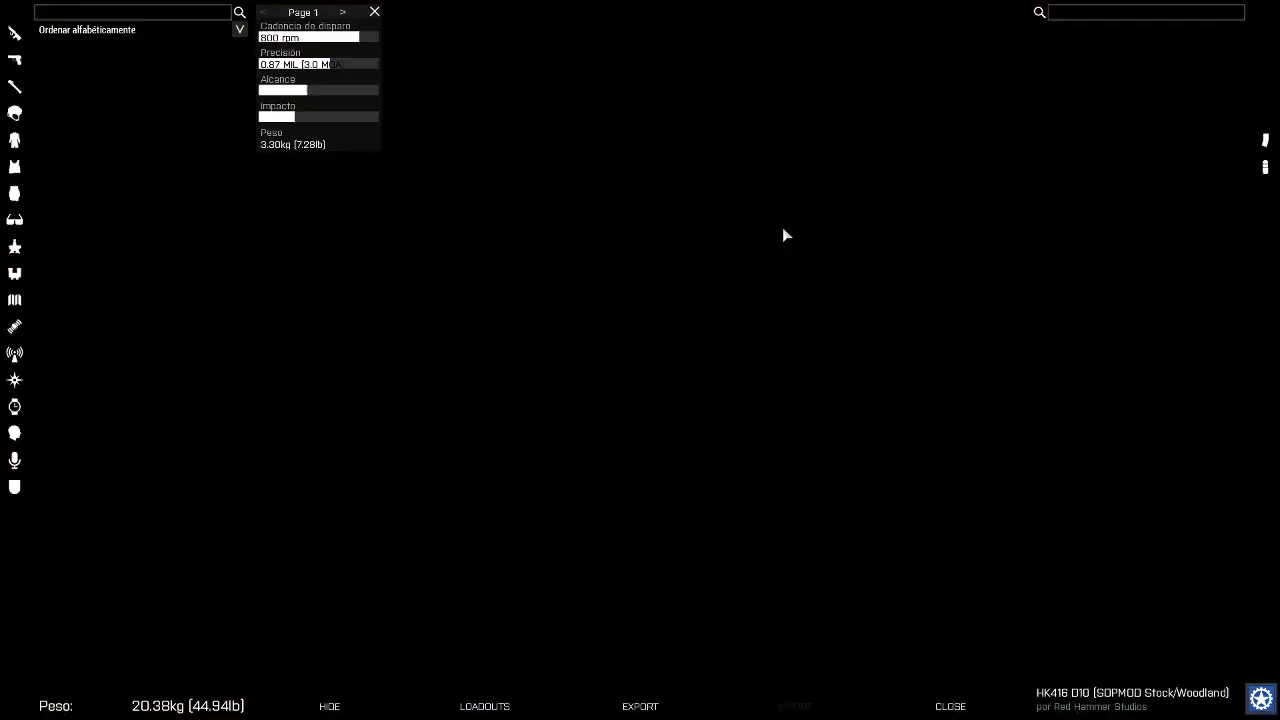 < Page 1 >
Ordenar alfabéticamente
Cadencia de disparo
800 rpm
Precisión
0.87 MIL (3.0 MOA)
Alcance
Impacto
Peso
3.30kg (7.28lb)
Peso: 20.38kg (44.94lb)
HIDE
LOADOUTS
EXPORT
IMPORT
CLOSE
HK416 D10 (SOPMOD Stock/Woodland)
por Red Hammer Studios